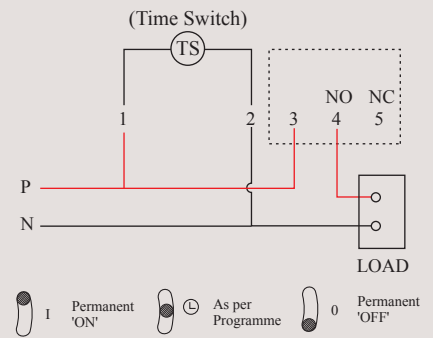 (Time Switch)
TS
NO NC
1 2 3 4 5
P
N
LOAD
I Permanent 'ON'
As per Programme
0 Permanent 'OFF'